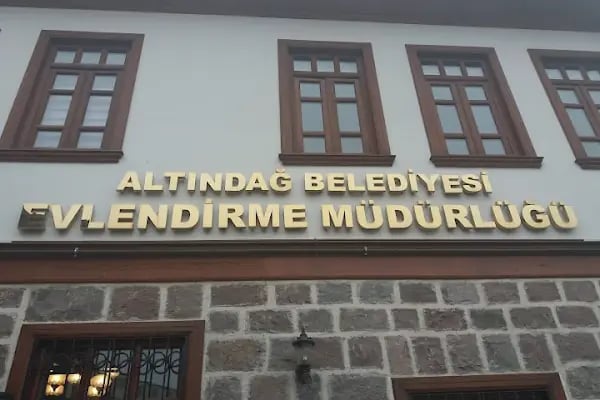 ALTINDAĞ BELEDİYESİ
EVLENDİRME MÜDÜRLÜĞÜ